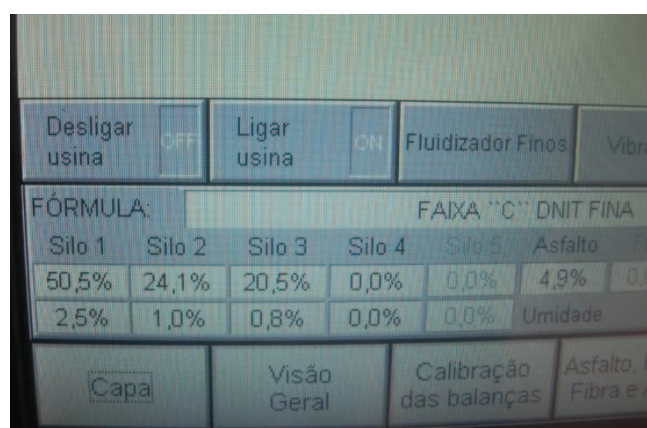 Desligar OFF Ligar ON Fluidizador Finos
usina usina
FÓRMULA: FAIXA ``C`` DNIT FINA
Silo 1 Silo 2 Silo 3 Silo 4 Silo 5 Asfalto
50,5% 24,1% 20,5% 0,0% 0,0% 4,9%
2,5% 1,0% 0,8% 0,0% 0,0% Umidade
Capa Visão Calibração Asfalto,
Geral das balanças Fibra e